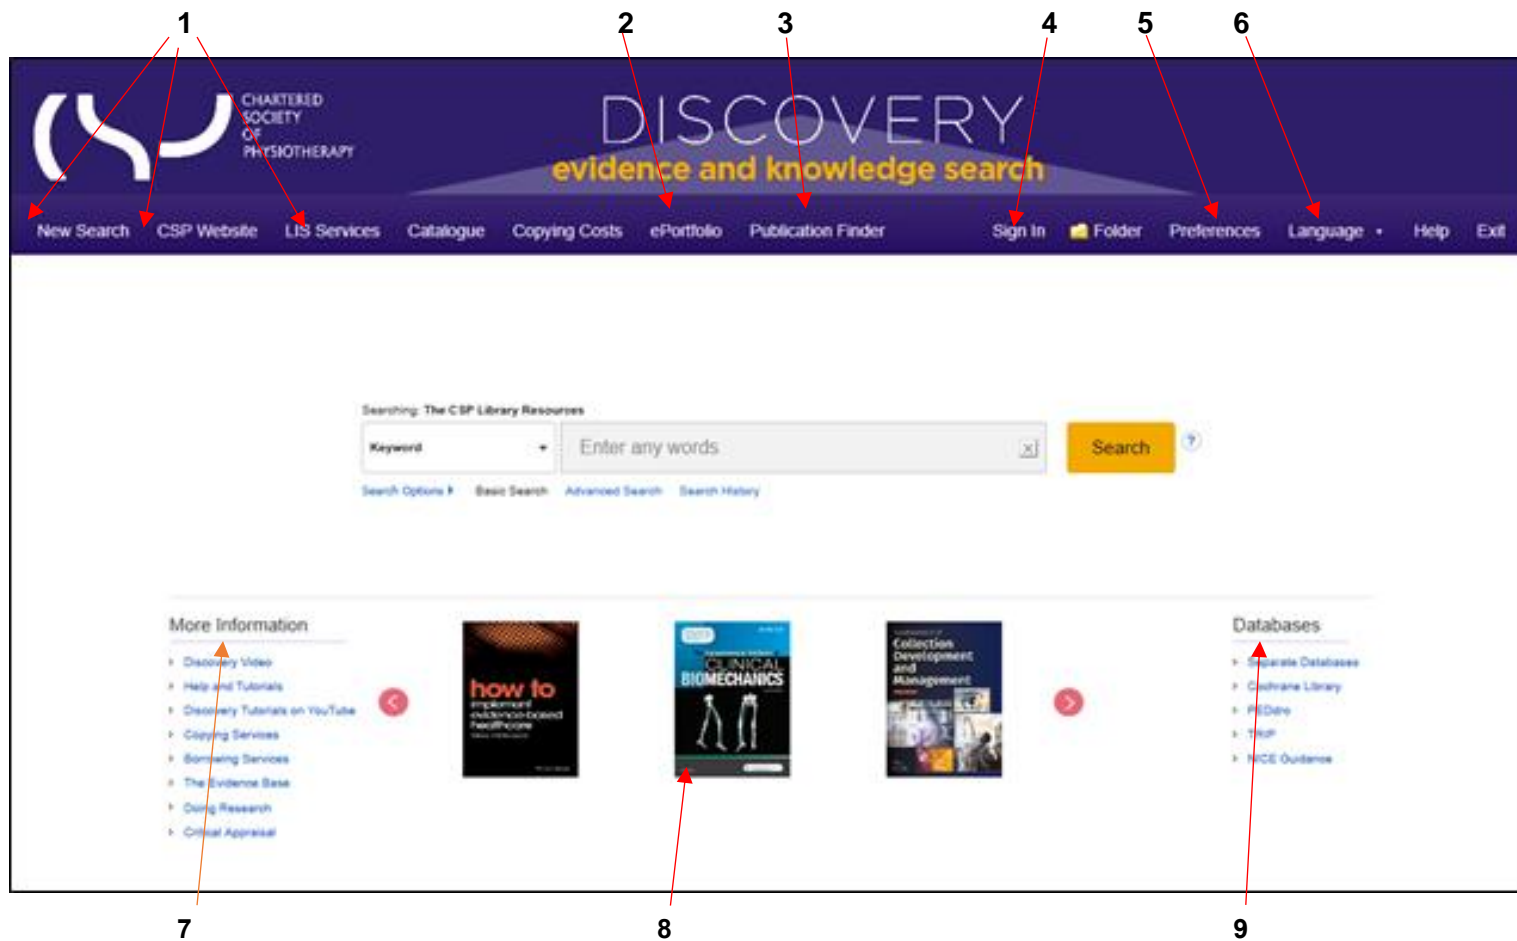 1 2 3 4 5 6
CHARTERED
SOCIETY
OF
PHYSIOTHERAPY
DISCOVERY
evidence and knowledge search
New Search CSP Website LIS Services Catalogue Copying Costs ePortfolio Publication Finder Sign In Folder Preferences Language Help Exit
Searching: The CSP Library Resources
Keyword Enter any words Search ?
Search Options Basic Search Advanced Search Search History
More Information
Discovery Video
Help and Tutorials
Discovery Tutorials on YouTube
Copying Services
Borrowing Services
The Evidence Base
Doing Research
Critical Appraisal
how to
implement
evidence-based
healthcare
CLINICAL
BIOMECHANICS
Collection
Development
and
Management
Databases
Separate Databases
Cochrane Library
PEDro
TRIP
NICE Guidance
7 8 9